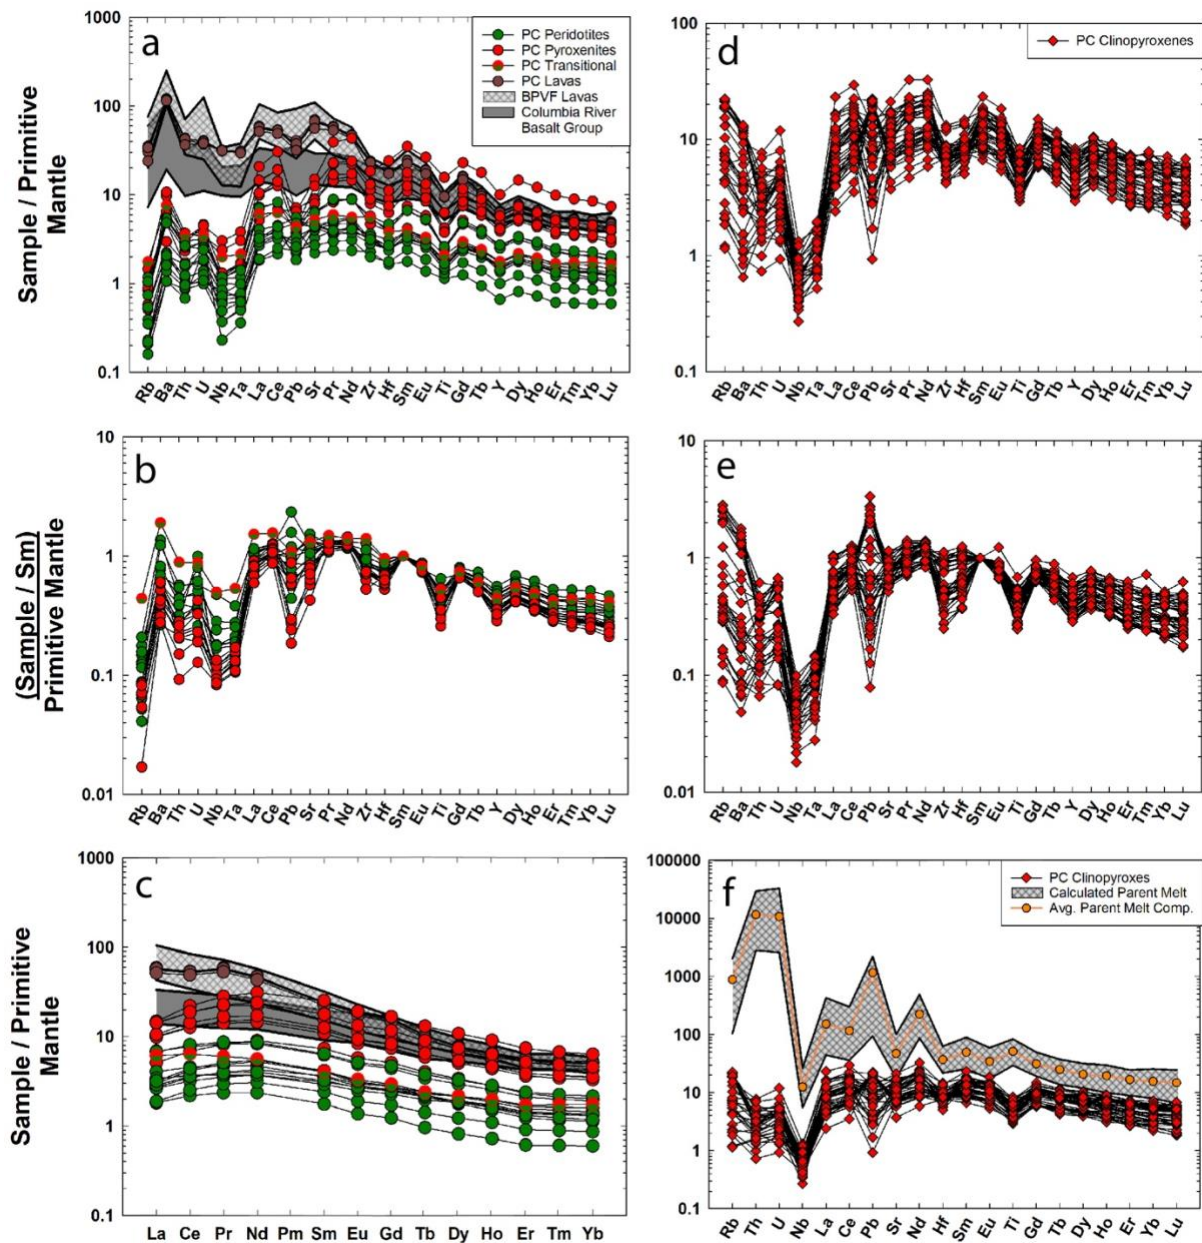 a
1000
100
10
1
0.1
Sample / Primitive
Mantle
PC Peridotites
PC Pyroxenites
PC Transitional
PC Lavas
BPVF Lavas
Columbia River
Basalt Group
Rb Ba Th U Nb Ta La Ce Pb Sr Pr Nd Zr Hf Sm Eu Ti Gd Tb Y Dy Ho Er Tm Yb Lu
d
100
10
1
0.1
PC Clinopyroxenes
Rb Ba Th U Nb Ta La Ce Pb Sr Pr Nd Zr Hf Sm Eu Ti Gd Tb Y Dy Ho Er Tm Yb Lu
b
10
1
0.1
0.01
(Sample / Sm)
Primitive Mantle
Rb Ba Th U Nb Ta La Ce Pb Sr Pr Nd Zr Hf Sm Eu Ti Gd Tb Y Dy Ho Er Tm Yb Lu
e
10
1
0.1
0.01
Rb Ba Th U Nb Ta La Ce Pb Sr Pr Nd Zr Hf Sm Eu Ti Gd Tb Y Dy Ho Er Tm Yb Lu
c
1000
100
10
1
0.1
Sample / Primitive
Mantle
La Ce Pr Nd Pm Sm Eu Gd Tb Dy Ho Er Tm Yb
f
100000
10000
1000
100
10
1
0.1
PC Clinopyroxes
Calculated Parent Melt
Avg. Parent Melt Comp.
Rb Th U Nb La Ce Pb Sr Nd Hf Sm Eu Ti Gd Tb Dy Ho Er Yb Lu